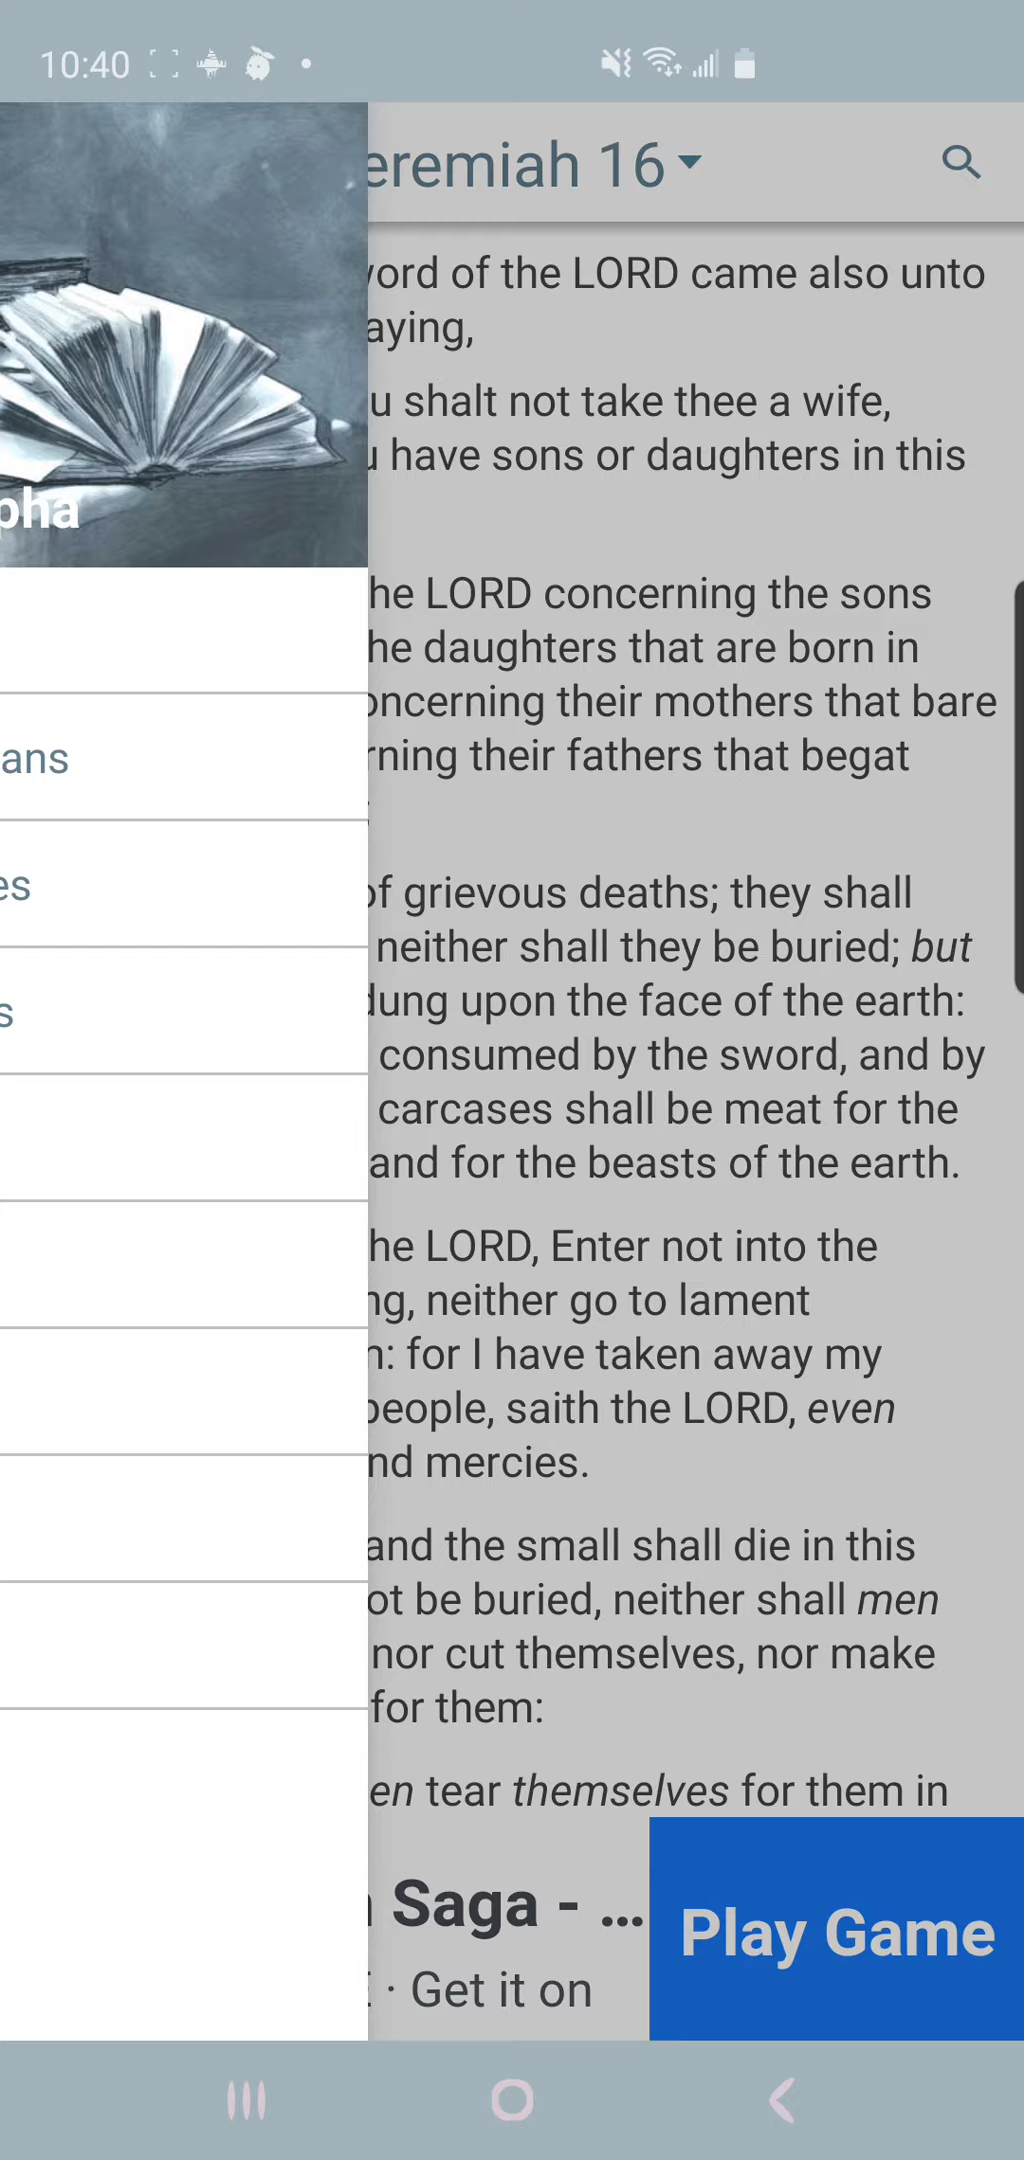 10:40
eremiah 16
ord of the LORD came also unto
aying,
u shalt not take thee a wife,
u have sons or daughters in this
he LORD concerning the sons
he daughters that are born in
oncerning their mothers that bare
rning their fathers that begat
of grievous deaths; they shall
neither shall they be buried; but
dung upon the face of the earth:
consumed by the sword, and by
carcases shall be meat for the
and for the beasts of the earth.
he LORD, Enter not into the
ng, neither go to lament
n: for I have taken away my
people, saith the LORD, even
nd mercies.
and the small shall die in this
ot be buried, neither shall men
nor cut themselves, nor make
for them:
en tear themselves for them in
pha
ans
es
s
Saga - ...
E · Get it on
Play Game